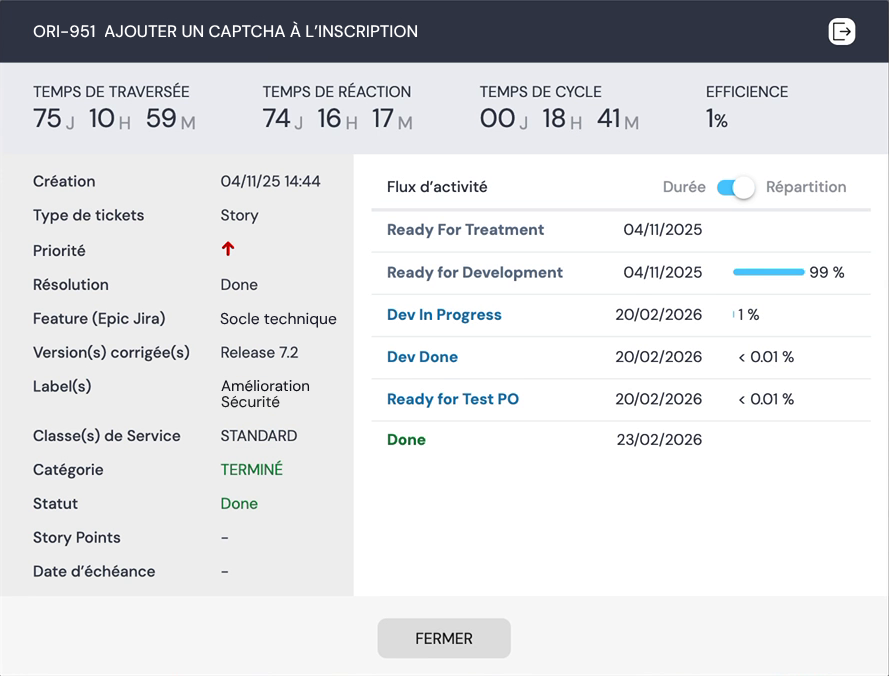 ORI-951 AJOUTER UN CAPTCHA À L’INSCRIPTION
TEMPS DE TRAVERSÉE
75 J 10 H 59 M
TEMPS DE RÉACTION
74 J 16 H 17 M
TEMPS DE CYCLE
00 J 18 H 41 M
EFFICIENCE
1%
Création 04/11/25 14:44
Type de tickets Story
Priorité
Résolution Done
Feature (Epic Jira) Socle technique
Version(s) corrigée(s) Release 7.2
Label(s) Amélioration
Sécurité
Classe(s) de Service STANDARD
Catégorie TERMINÉ
Statut Done
Story Points -
Date d’échéance -
Flux d’activité Durée Répartition
Ready For Treatment 04/11/2025
Ready for Development 04/11/2025 99 %
Dev In Progress 20/02/2026 1 %
Dev Done 20/02/2026 < 0.01 %
Ready for Test PO 20/02/2026 < 0.01 %
Done 23/02/2026
FERMER